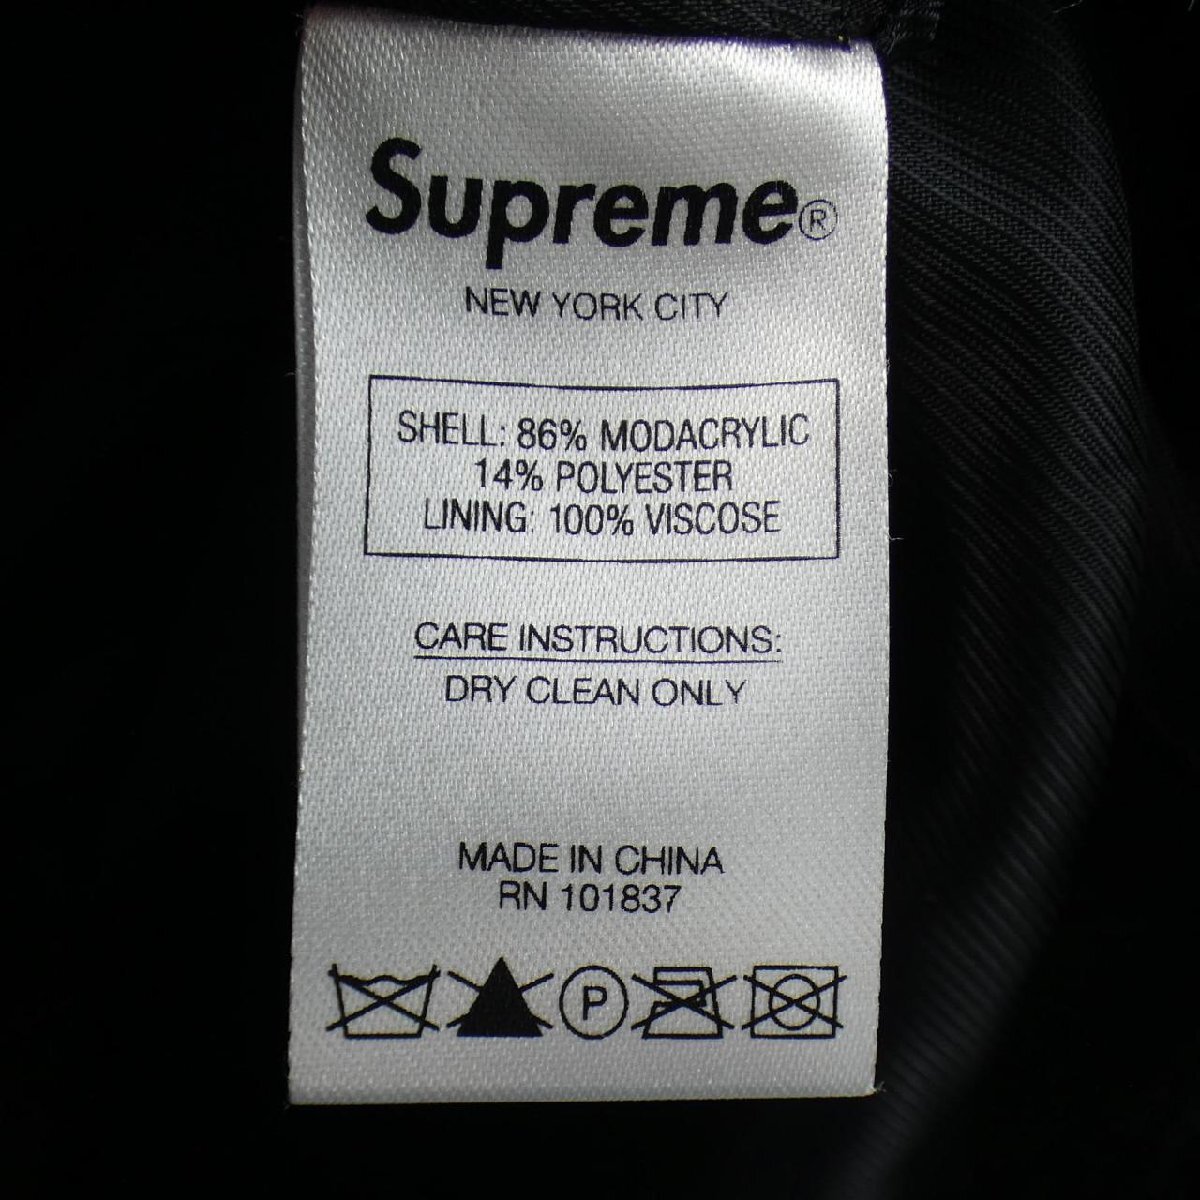 Supreme®
NEW YORK CITY
SHELL: 86% MODACRYLIC
14% POLYESTER
LINING: 100% VISCOSE
CARE INSTRUCTIONS:
DRY CLEAN ONLY
MADE IN CHINA
RN 101837
P